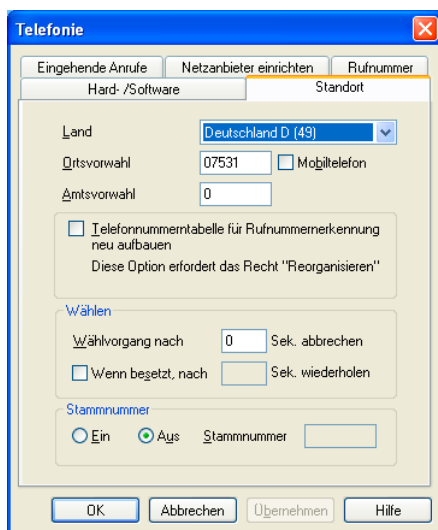 Telefonie
Eingehende Anrufe Netzanbieter einrichten Rufnummer
Hard- /Software Standort
Land Deutschland D (49)
Ortsvorwahl 07531 Mobiltelefon
Amtsvorwahl 0
Telefonnummerntabelle für Rufnummernerkennung
neu aufbauen
Diese Option erfordert das Recht "Reorganisieren"
Wählen
Wählvorgang nach 0 Sek. abbrechen
Wenn besetzt, nach Sek. wiederholen
Stammnummer
Ein Aus Stammnummer
OK Abbrechen Übernehmen Hilfe